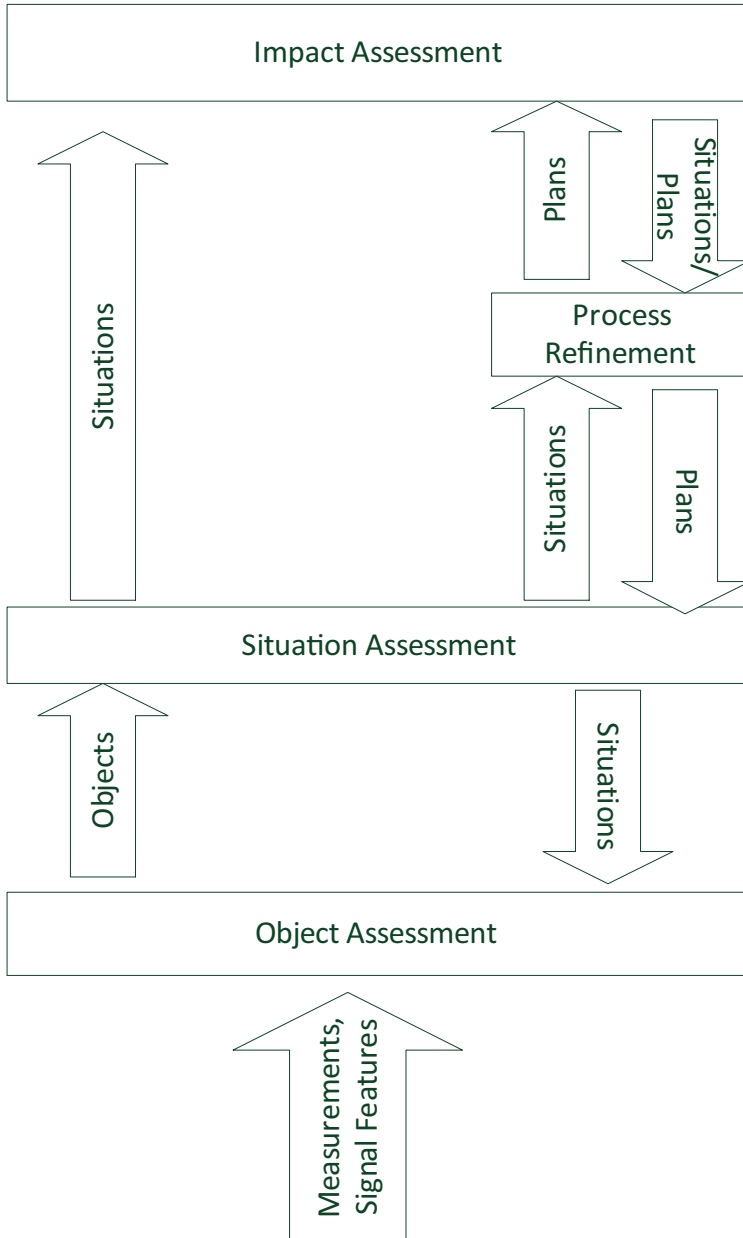 Impact Assessment
Situations
Plans
Situations/
Plans
Process
Refinement
Situations
Plans
Situation Assessment
Objects
Situations
Object Assessment
Measurements,
Signal Features